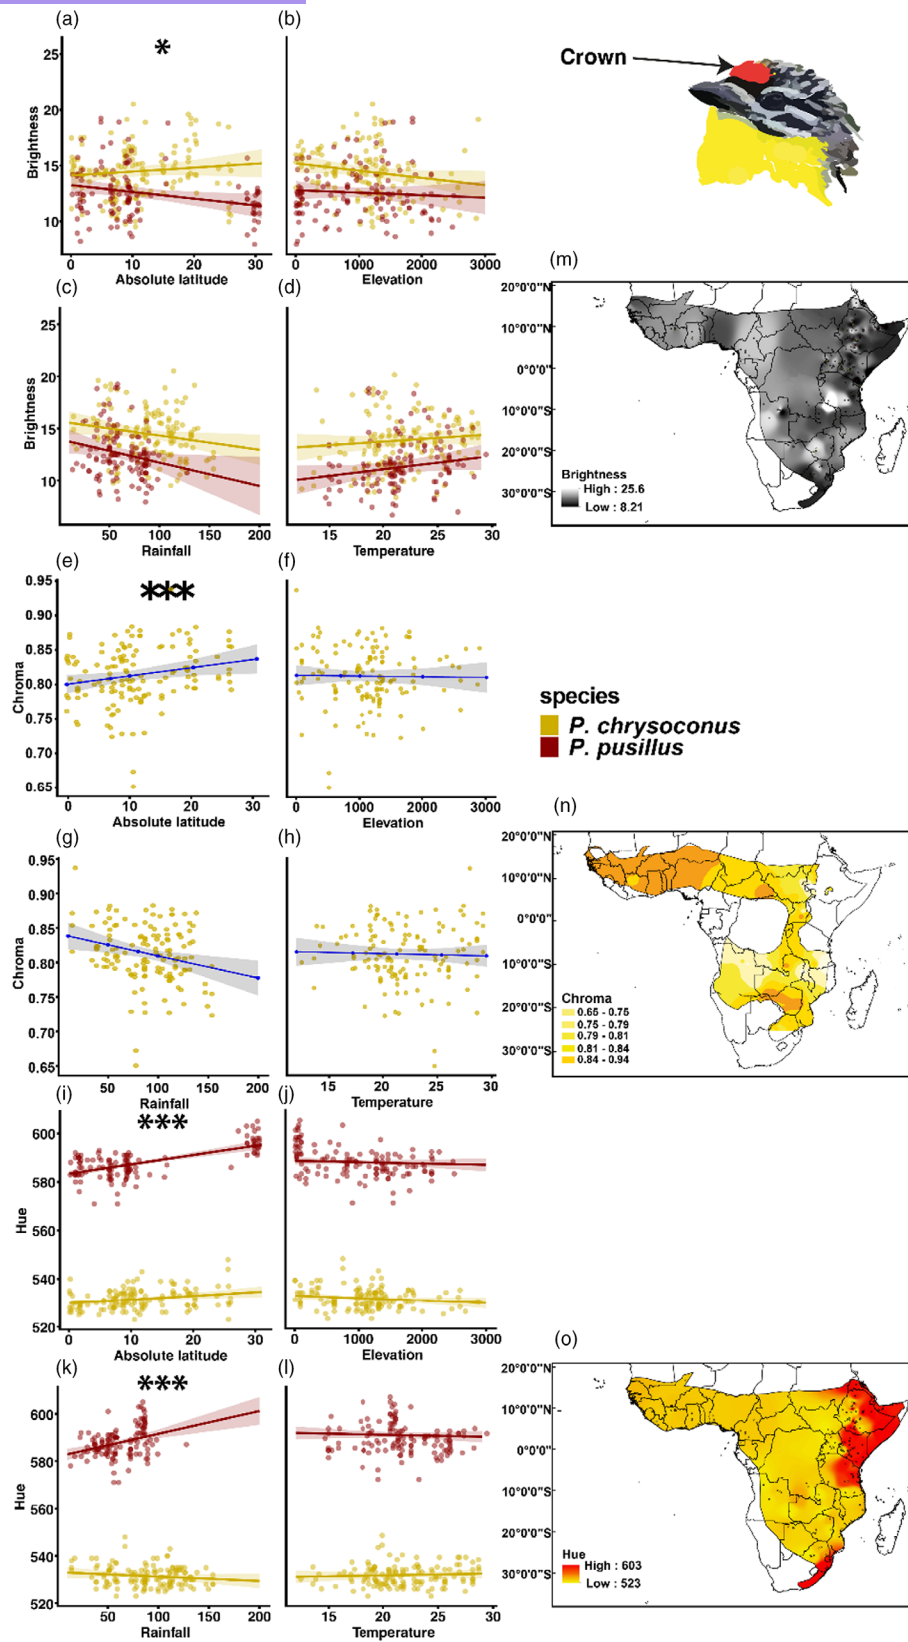 (a)
*
(b)
25
20
15
10
Brightness
0
10
20
30
Absolute latitude
0
1000
2000
3000
Elevation
Crown
(c)
(d)
25
20
15
10
Brightness
50
100
150
200
Rainfall
15
20
25
30
Temperature
(m)
20°0'0"N
10°0'0"N
0°0'0"
10°0'0"S
20°0'0"S
30°0'0"S
Brightness
High : 25.6
Low : 8.21
(e)
***
(f)
0.95
0.90
0.85
0.80
0.75
0.70
0.65
Chroma
0
10
20
30
Absolute latitude
0
1000
2000
3000
Elevation
species
P. chrysoconus
P. pusillus
(g)
(h)
0.95
0.90
0.85
0.80
0.75
0.70
0.65
Chroma
50
100
150
200
Rainfall
15
20
25
30
Temperature
(n)
20°0'0"N
10°0'0"N
0°0'0"
10°0'0"S
20°0'0"S
30°0'0"S
Chroma
0.65 - 0.75
0.75 - 0.79
0.79 - 0.81
0.81 - 0.84
0.84 - 0.94
(i)
***
(j)
600
580
560
540
520
Hue
0
10
20
30
Absolute latitude
0
1000
2000
3000
Elevation
(k)
***
(l)
600
580
560
540
520
Hue
50
100
150
200
Rainfall
15
20
25
30
Temperature
(o)
20°0'0"N
10°0'0"N
0°0'0"
10°0'0"S
20°0'0"S
30°0'0"S
Hue
High : 603
Low : 523